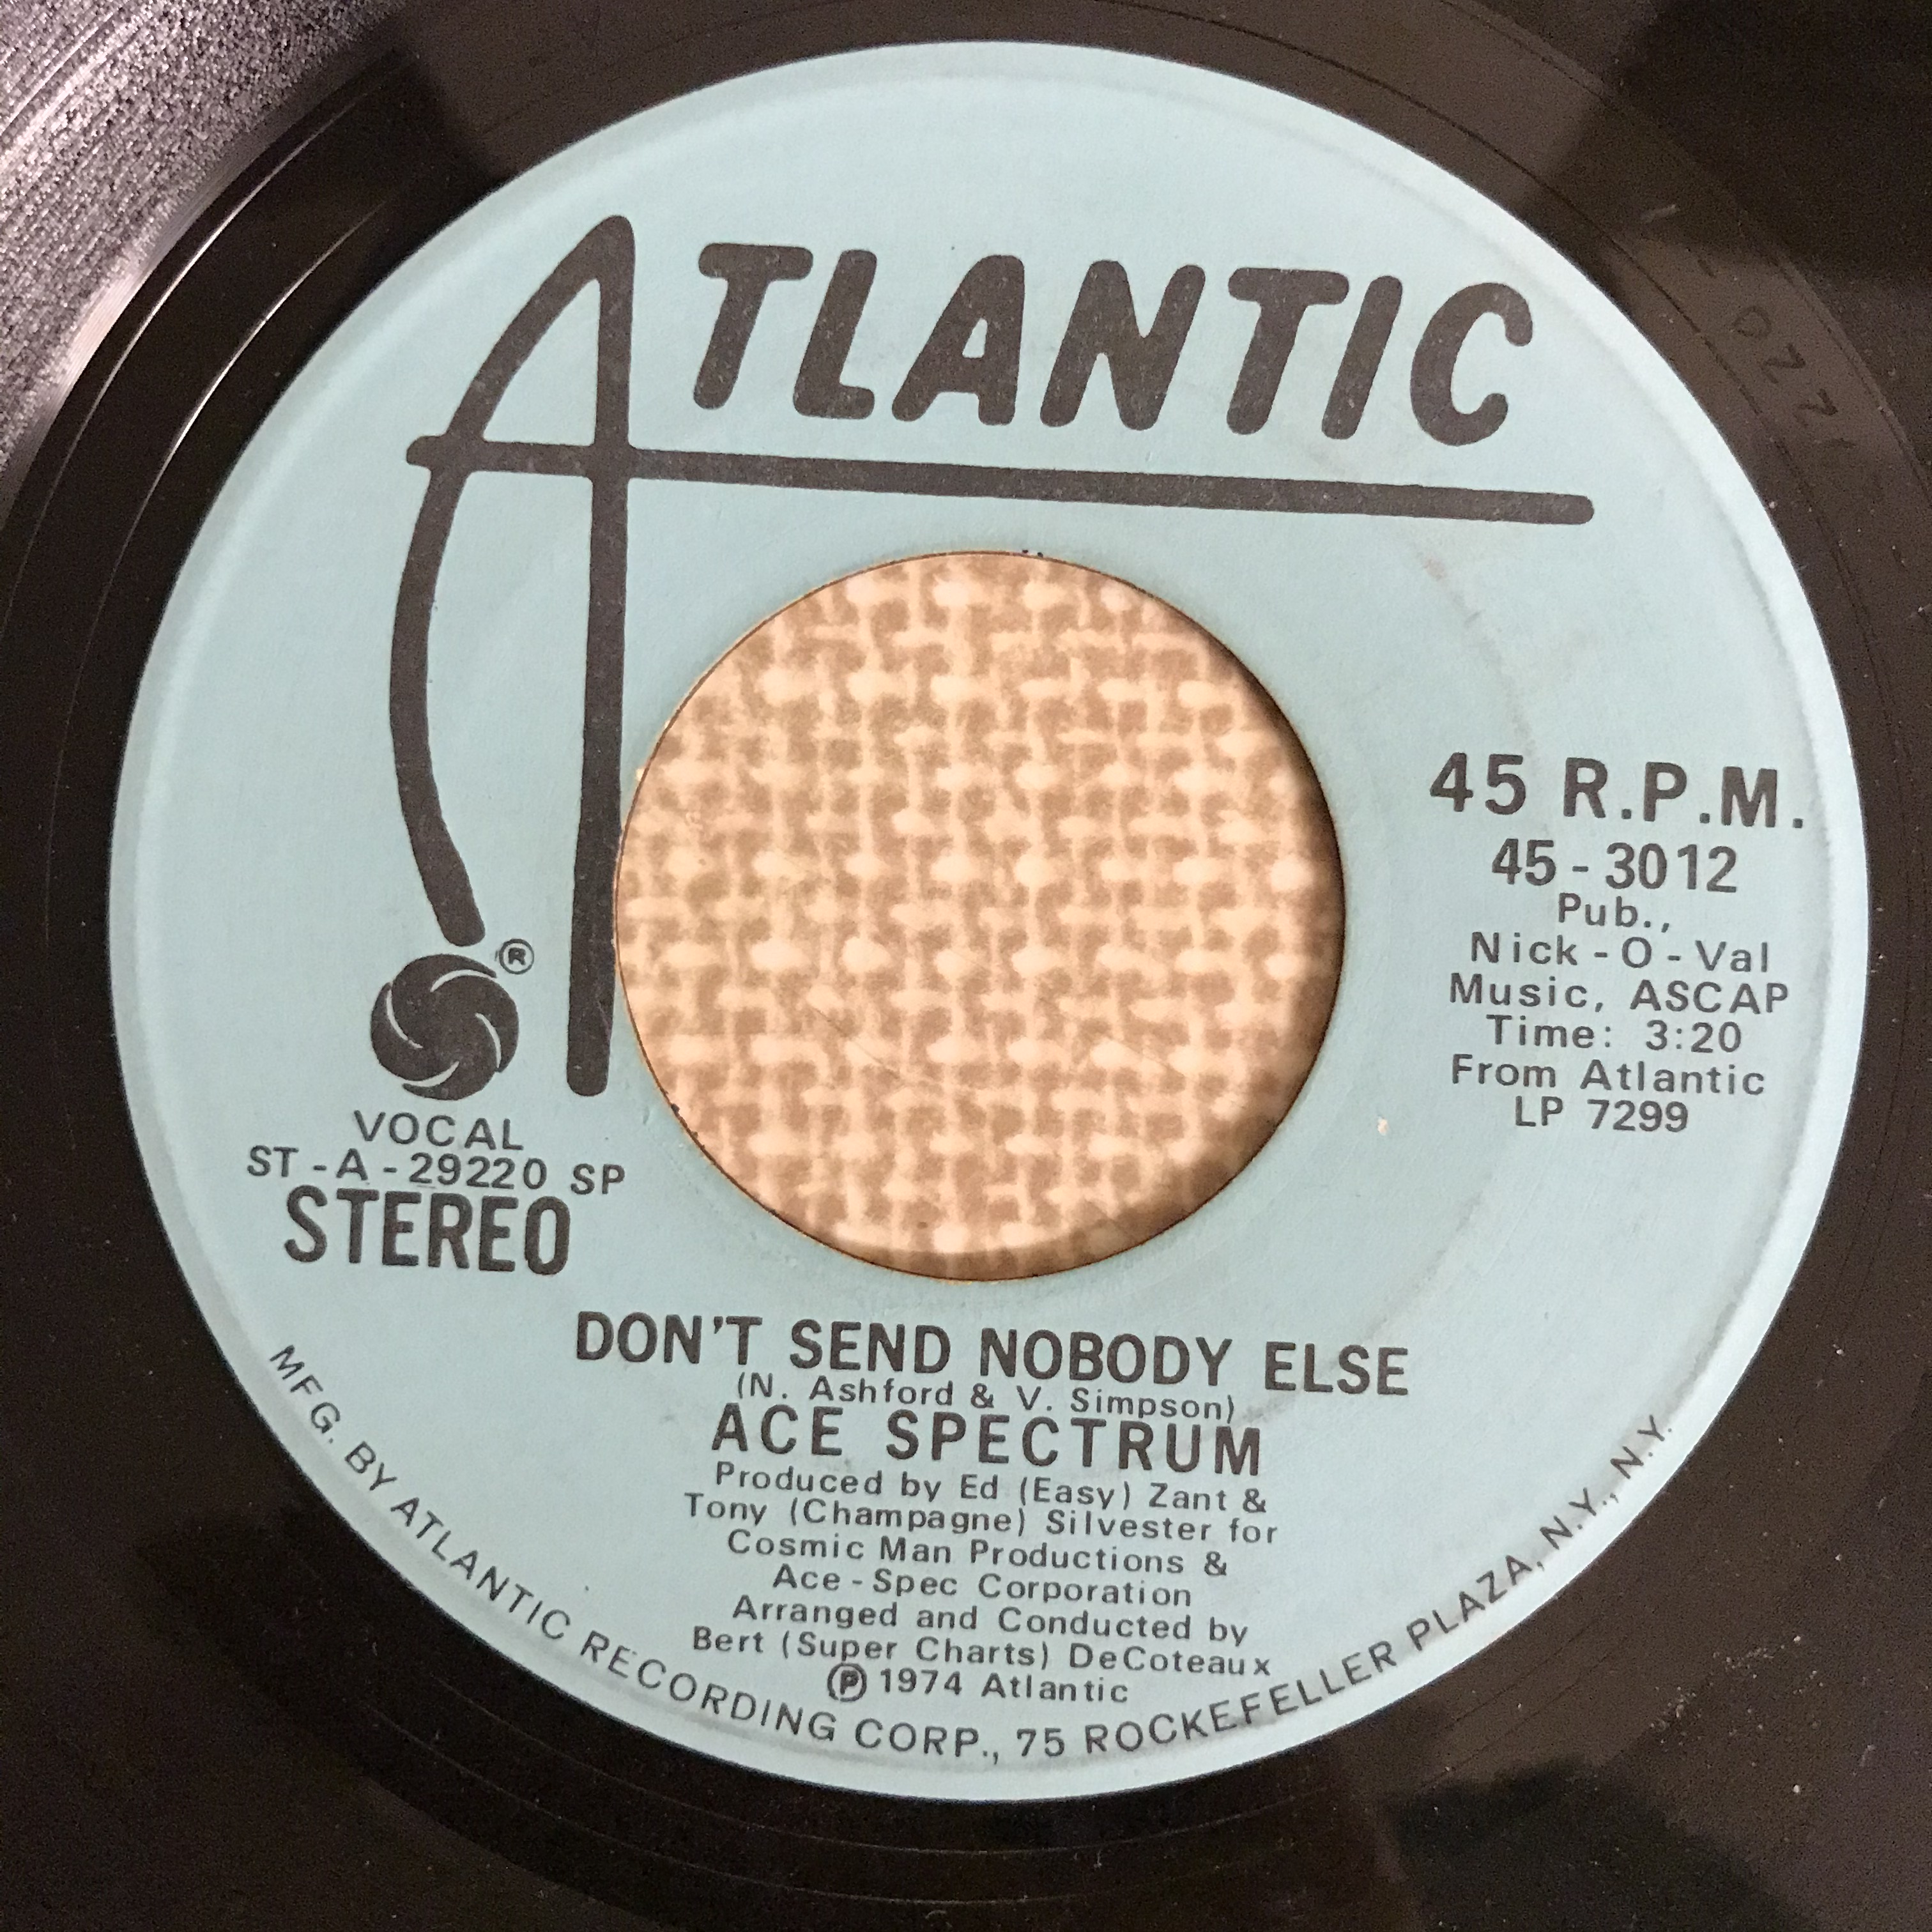 ATLANTIC
45 R.P.M.
45-3012
Pub.,
Nick-O-Val
Music, ASCAP
Time: 3:20
From Atlantic
LP 7299
®
VOCAL
ST-A-29220 SP
STEREO
DON'T SEND NOBODY ELSE
(N. Ashford & V. Simpson)
ACE SPECTRUM
Produced by Ed (Easy) Zant &
Tony (Champagne) Silvester for
Cosmic Man Productions &
Ace-Spec Corporation
Arranged and Conducted by
Bert (Super Charts) DeCoteaux
℗ 1974 Atlantic
MFG. BY ATLANTIC RECORDING CORP., 75 ROCKEFELLER PLAZA, N.Y., N.Y.